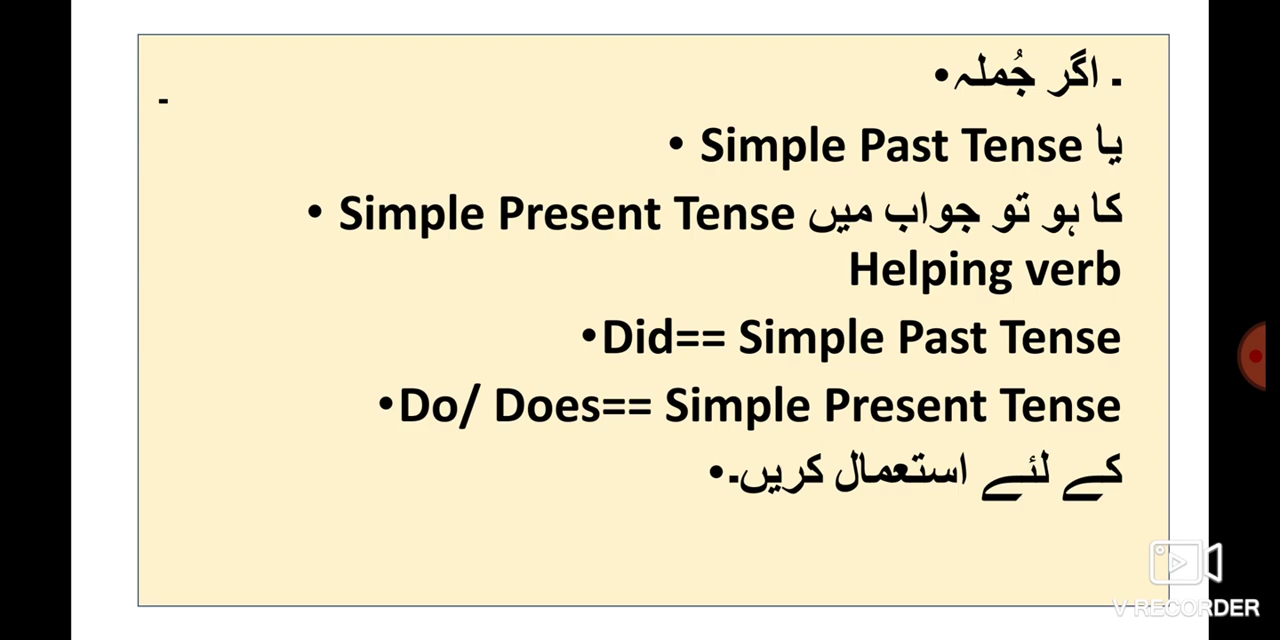 ۔ اگر جُملہ•
-
• Simple Past Tense یا
• Simple Present Tense کا ہو تو جواب میں
Helping verb
•Did== Simple Past Tense
•Do/ Does== Simple Present Tense
کے لئے استعمال کریں۔•
V RECORDER